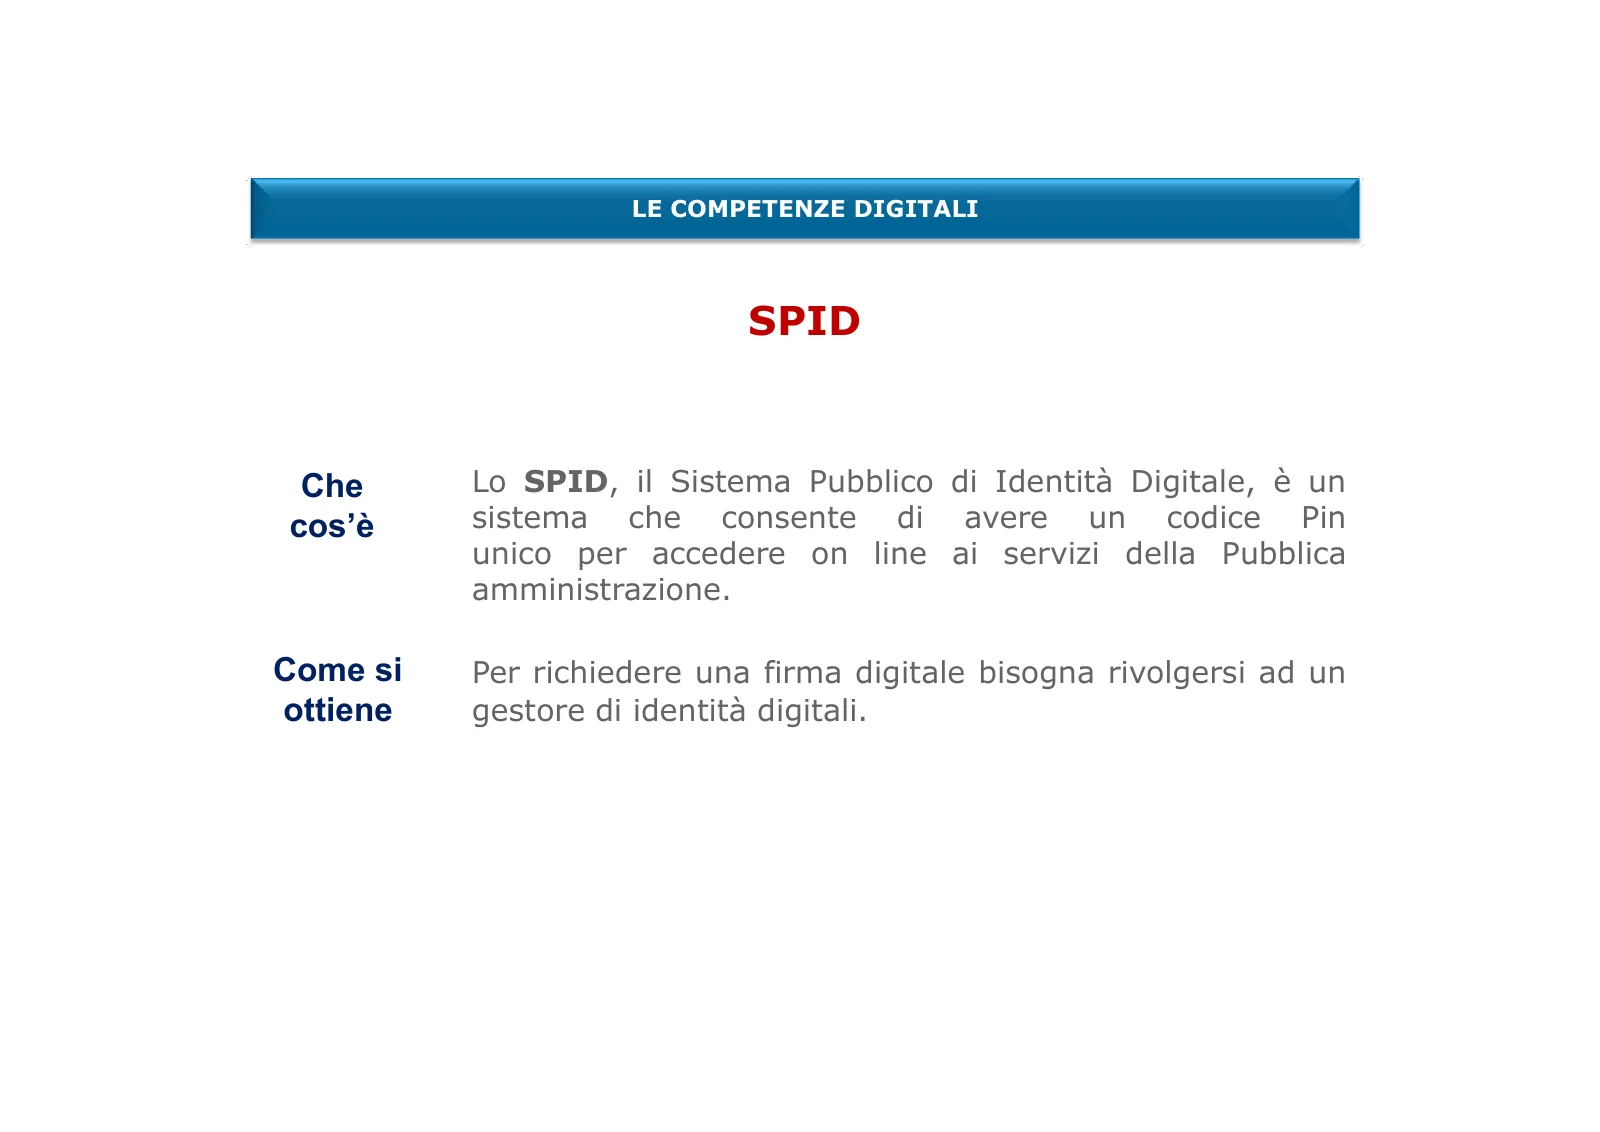 LE COMPETENZE DIGITALI
SPID
Che
cos’è
Lo SPID, il Sistema Pubblico di Identità Digitale, è un
sistema che consente di avere un codice Pin
unico per accedere on line ai servizi della Pubblica
amministrazione.
Come si
ottiene
Per richiedere una firma digitale bisogna rivolgersi ad un
gestore di identità digitali.